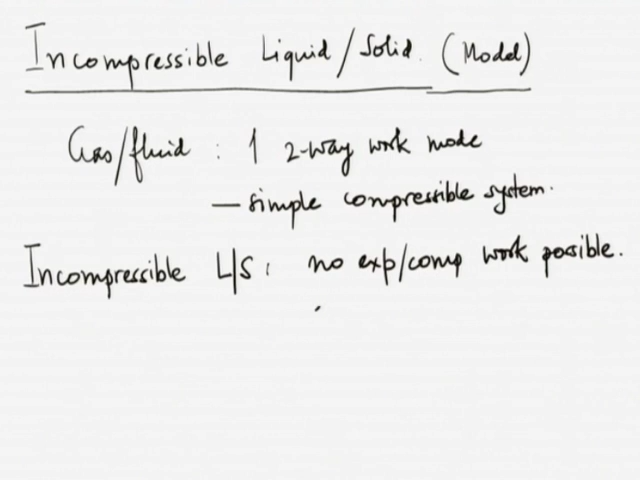 Incompressible Liquid/Solid. (Model)
Gas/fluid : 1 2-way work mode
— simple compressible system.
Incompressible L/S: no exp/comp work possible.